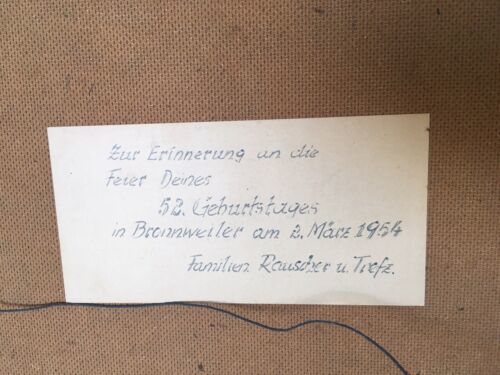 Zur Erinnerung an die
Feier Deines
52. Geburtstages
in Bronnweiler am 2. März 1954
Familien Rauscher u. Trefz.